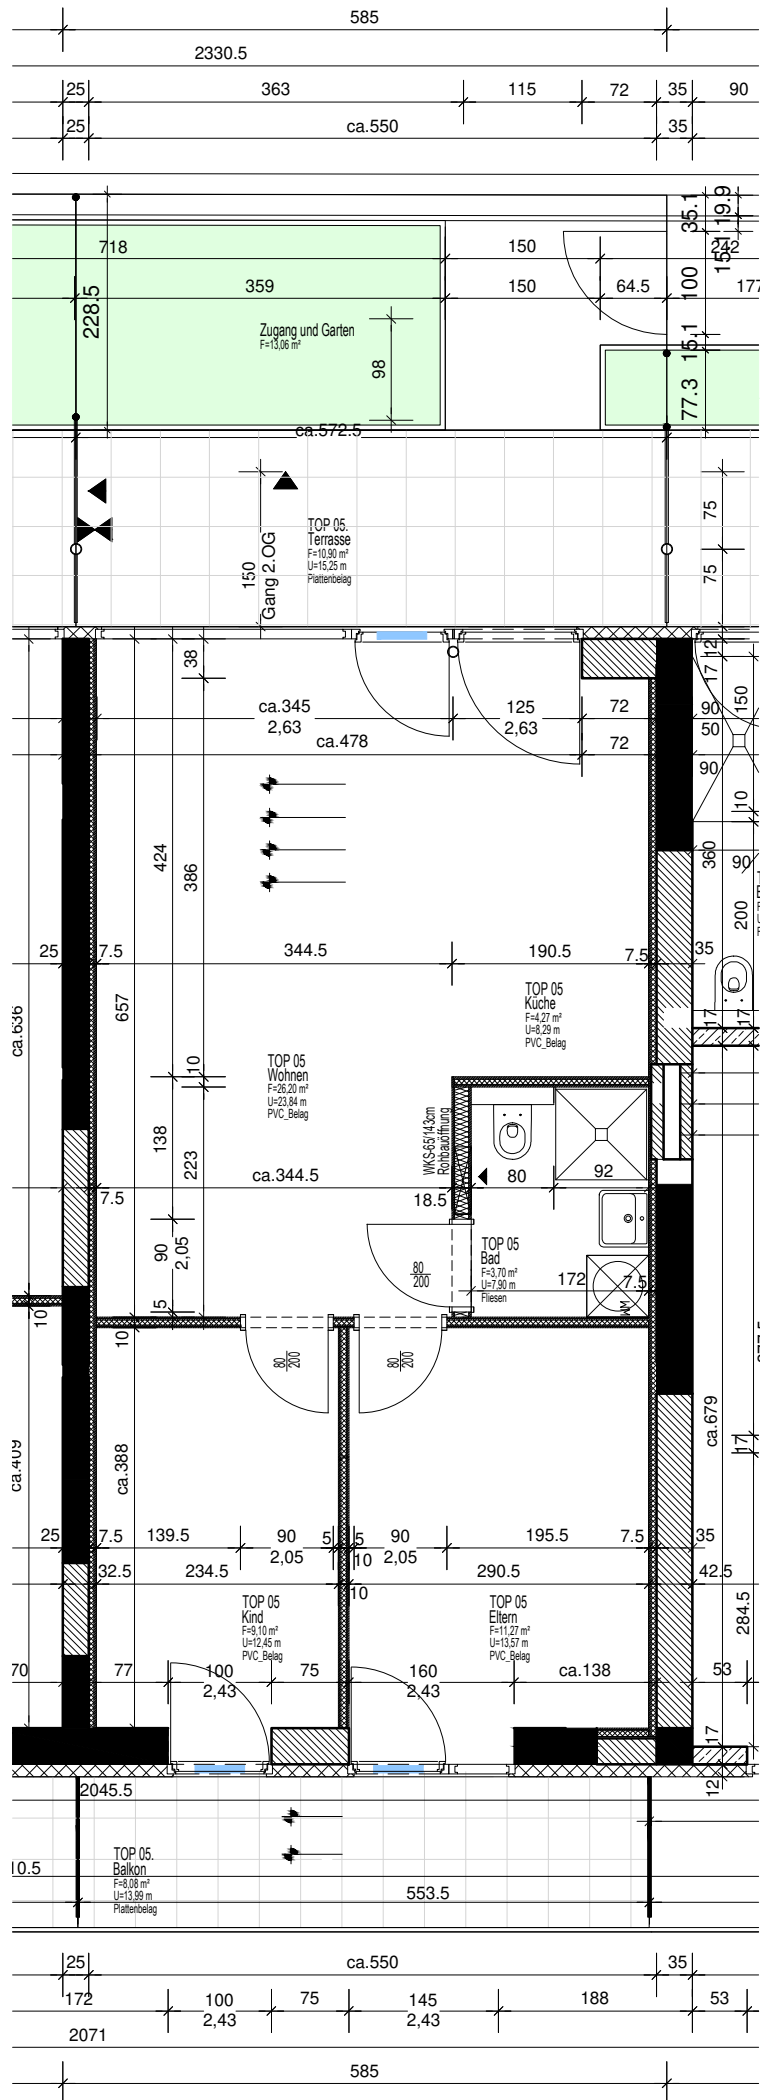 585
2330.5
25 363 115 72 35 90
25 ca.550 35
35.1 19.9
718 150 242
15.1
359 150 64.5 100 177
228.5
Zugang und Garten
F=13,06 m²
98
15.1
77.3
ca.572.5
150
Gang 2.OG
TOP 05.
Terrasse
F=10,90 m²
U=15,25 m
Plattenbelag
75
75
38
12
17
150
ca.345 125 72 90
2,63 2,63 50
ca.478 72 90
10
424
386
360
90
200
25 7.5 344.5 190.5 7.5 35
657
ca.636
TOP 05
Küche
F=4,27 m²
U=8,29 m
PVC_Belag
17 17
10
TOP 05
Wohnen
F=26,20 m²
U=23,84 m
PVC_Belag
WKS-65/143cm
Rohbauöffnung
138
223
7.5 ca.344.5 18.5 80 92
90
2,05
80
200
TOP 05
Bad
F=3,70 m²
U=7,90 m
Fliesen
172 7.5
WM
10
5
10
80
200
80
200
ca.409
ca.388
ca.679
17
25 7.5 139.5 90 5 5 90 195.5 7.5 35
2,05 10 2,05
32.5 234.5 10 290.5 42.5
TOP 05
Kind
F=9,10 m²
U=12,45 m
PVC_Belag
TOP 05
Eltern
F=11,27 m²
U=13,57 m
PVC_Belag
284.5
70 77 100 75 160 ca.138 53
2,43 2,43
17
12
2045.5
TOP 05.
Balkon
F=8,08 m²
U=13,99 m
Plattenbelag
10.5
553.5
25 ca.550 35
172 100 75 145 188 53
2,43 2,43
2071
585